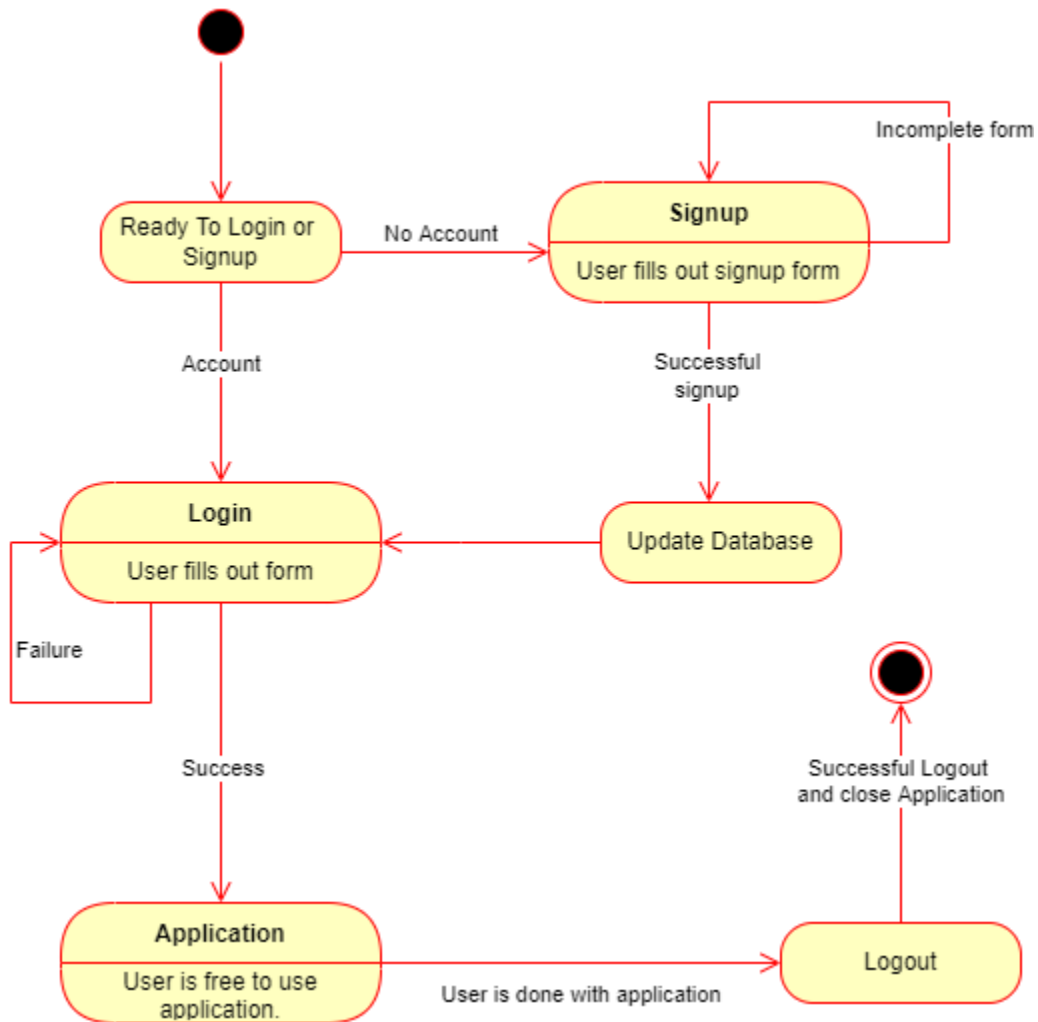 Incomplete form
Signup
Ready To Login or
Signup
No Account
User fills out signup form
Account
Successful
signup
Login
User fills out form
Update Database
Failure
Success
Successful Logout
and close Application
Application
User is free to use
application.
User is done with application
Logout